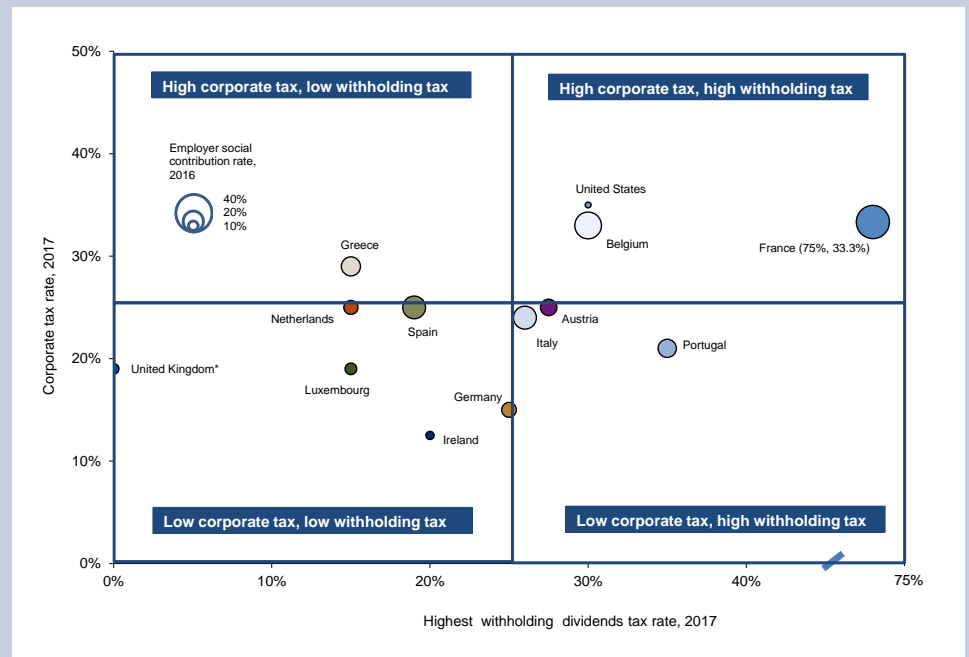 50%
High corporate tax, low withholding tax
High corporate tax, high withholding tax
40%
Employer social
contribution rate,
2016
40%
20%
10%
United States
Greece
Belgium
France (75%, 33.3%)
30%
Netherlands
Spain
Italy
Austria
Portugal
20%
United Kingdom*
Luxembourg
Germany
Ireland
10%
Low corporate tax, low withholding tax
Low corporate tax, high withholding tax
0%
0%
10%
20%
30%
40%
75%
Corporate tax rate, 2017
Highest withholding dividends tax rate, 2017